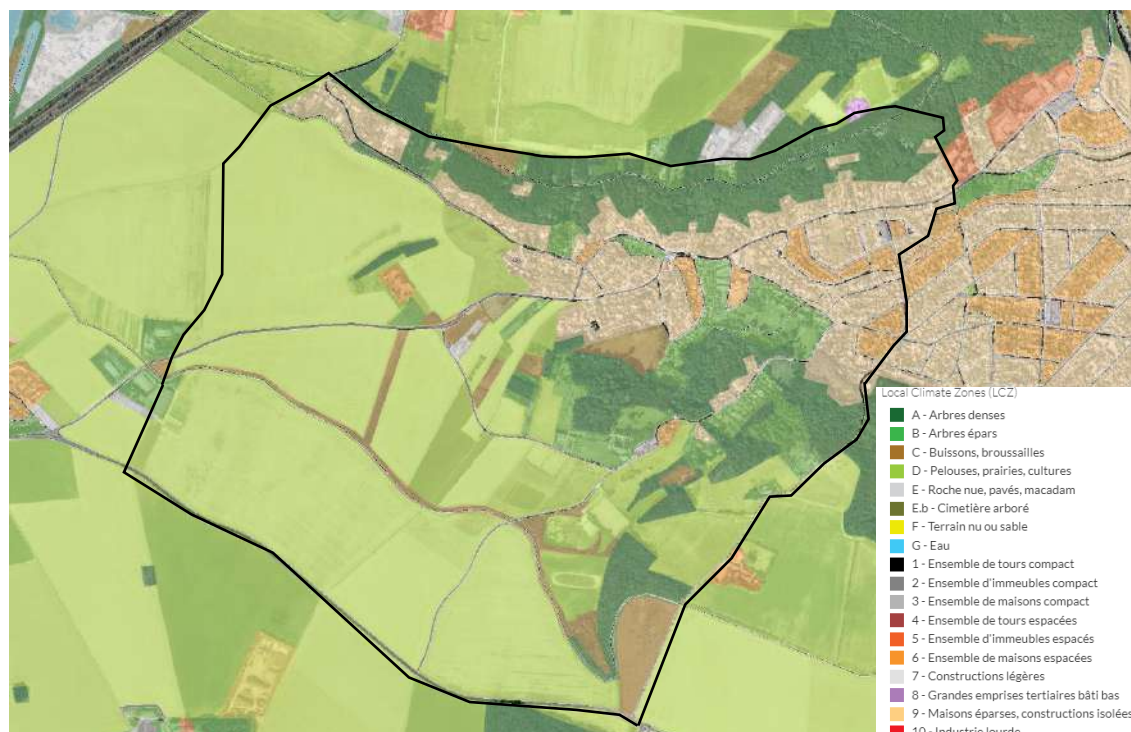 Local Climate Zones (LCZ)
A - Arbres denses
B - Arbres épars
C - Buissons, broussailles
D - Pelouses, prairies, cultures
E - Roche nue, pavés, macadam
E.b - Cimetière arboré
F - Terrain nu ou sable
G - Eau
1 - Ensemble de tours compact
2 - Ensemble d'immeubles compact
3 - Ensemble de maisons compact
4 - Ensemble de tours espacées
5 - Ensemble d'immeubles espacés
6 - Ensemble de maisons espacées
7 - Constructions légères
8 - Grandes emprises tertiaires bâti bas
9 - Maisons éparses, constructions isolées
10 - Industrie lourde